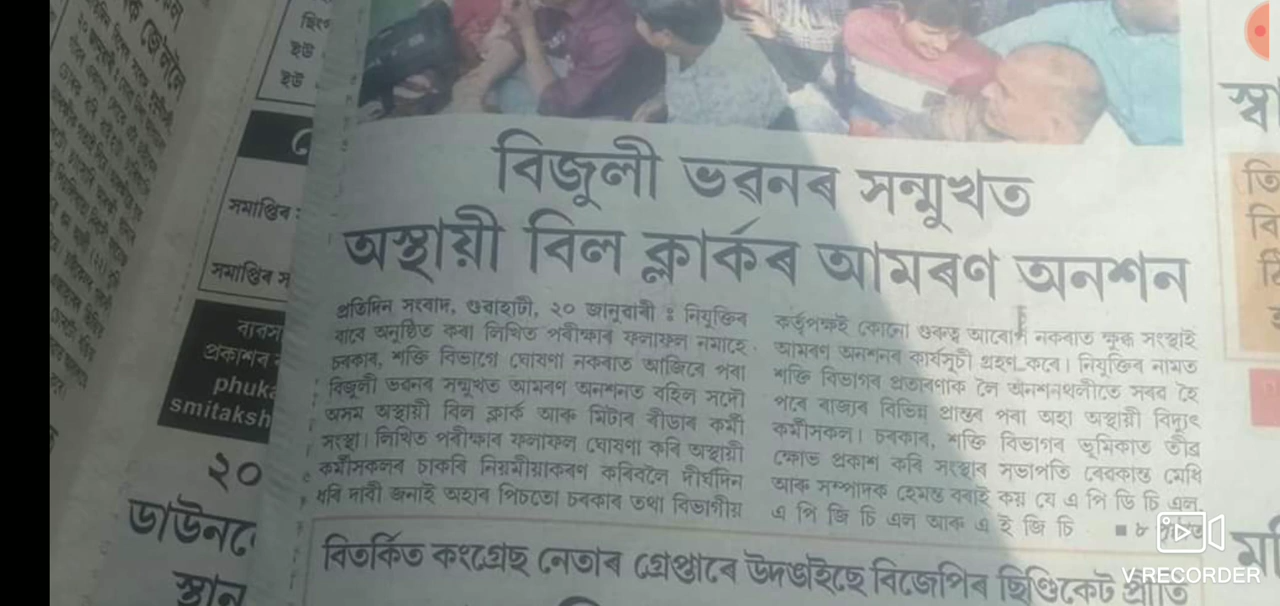 বিজুলী ভৱনৰ সন্মুখত
অস্থায়ী বিল ক্লাৰ্কৰ আমৰণ অনশন
প্ৰতিদিন সংবাদ, গুৱাহাটী, ২০ জানুৱাৰী : নিযুক্তিৰ
বাবে অনুষ্ঠিত কৰা লিখিত পৰীক্ষাৰ ফলাফল নমাহে
চৰকাৰ, শক্তি বিভাগে ঘোষণা নকৰাত আজিৰে পৰা
বিজুলী ভৱনৰ সন্মুখত আমৰণ অনশনত বহিল সদৌ
অসম অস্থায়ী বিল ক্লাৰ্ক আৰু মিটাৰ ৰীডাৰ কৰ্মী
সংস্থা। লিখিত পৰীক্ষাৰ ফলাফল ঘোষণা কৰি অস্থায়ী
কৰ্মীসকলৰ চাকৰি নিয়মীয়াকৰণ কৰিবলৈ দীৰ্ঘদিন
ধৰি দাবী জনাই অহাৰ পিচতো চৰকাৰ তথা বিভাগীয়
কৰ্তৃপক্ষই কোনো গুৰুত্ব আৰোপ নকৰাত ক্ষুব্ধ সংস্থাই
আমৰণ অনশনৰ কাৰ্যসূচী গ্ৰহণ কৰে। নিযুক্তিৰ নামত
শক্তি বিভাগৰ প্ৰতাৰণাক লৈ অনশনথলীতে সৰৱ হৈ
পৰে ৰাজ্যৰ বিভিন্ন প্ৰান্তৰ পৰা অহা অস্থায়ী বিদ্যুৎ
কৰ্মীসকল। চৰকাৰ, শক্তি বিভাগৰ ভূমিকাত তীব্ৰ
ক্ষোভ প্ৰকাশ কৰি সংস্থাৰ সভাপতি ৰেৱকান্ত মেধি
আৰু সম্পাদক হেমন্ত বৰাই কয় যে এ পি ডি চি এল,
এ পি জি চি এল আৰু এ ই জি চি ■ ৮ পৃষ্ঠাত
বিতৰ্কিত কংগ্ৰেছ নেতাৰ গ্ৰেপ্তাৰে উদঙাইছে বিজেপিৰ ছিণ্ডিকেট প্ৰীতি
সমাপ্তিৰ
সমাপ্তিৰ স
প্ৰকাশৰ
phuka
smitaksh
২০
ডাউন
স্থান
V RECORDER